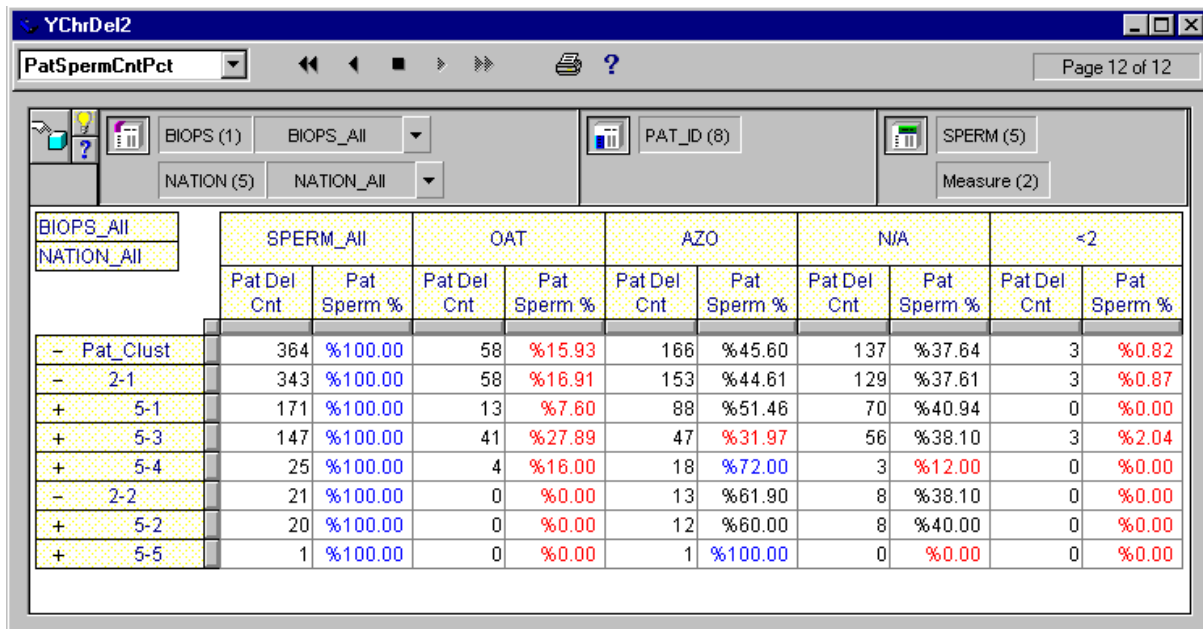 YChrDel2
PatSpermCntPct ? Page 12 of 12
? BIOPS (1) BIOPS_All PAT_ID (8) SPERM (5)
NATION (5) NATION_All Measure (2)
BIOPS_All
NATION_All
SPERM_All OAT AZO N/A <2
Pat Del Cnt Pat Sperm % Pat Del Cnt Pat Sperm % Pat Del Cnt Pat Sperm % Pat Del Cnt Pat Sperm % Pat Del Cnt Pat Sperm %
− Pat_Clust 364 %100.00 58 %15.93 166 %45.60 137 %37.64 3 %0.82
− 2-1 343 %100.00 58 %16.91 153 %44.61 129 %37.61 3 %0.87
+ 5-1 171 %100.00 13 %7.60 88 %51.46 70 %40.94 0 %0.00
+ 5-3 147 %100.00 41 %27.89 47 %31.97 56 %38.10 3 %2.04
+ 5-4 25 %100.00 4 %16.00 18 %72.00 3 %12.00 0 %0.00
− 2-2 21 %100.00 0 %0.00 13 %61.90 8 %38.10 0 %0.00
+ 5-2 20 %100.00 0 %0.00 12 %60.00 8 %40.00 0 %0.00
+ 5-5 1 %100.00 0 %0.00 1 %100.00 0 %0.00 0 %0.00